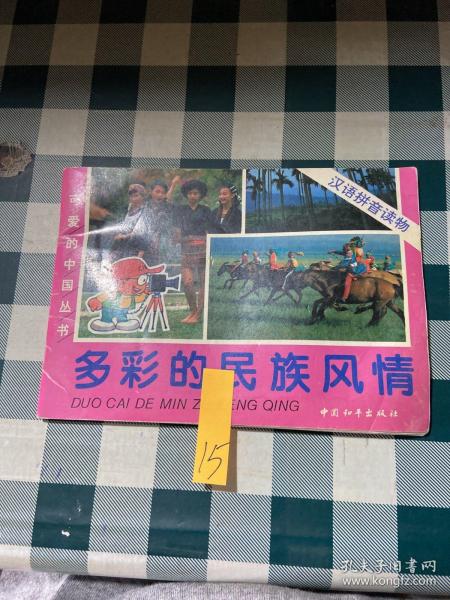 汉语拼音读物
可爱的中国丛书
多彩的民族风情
DUO CAI DE MIN Z ENG QING
中国和平出版社
15
孔夫子旧书网
www.kongfz.com